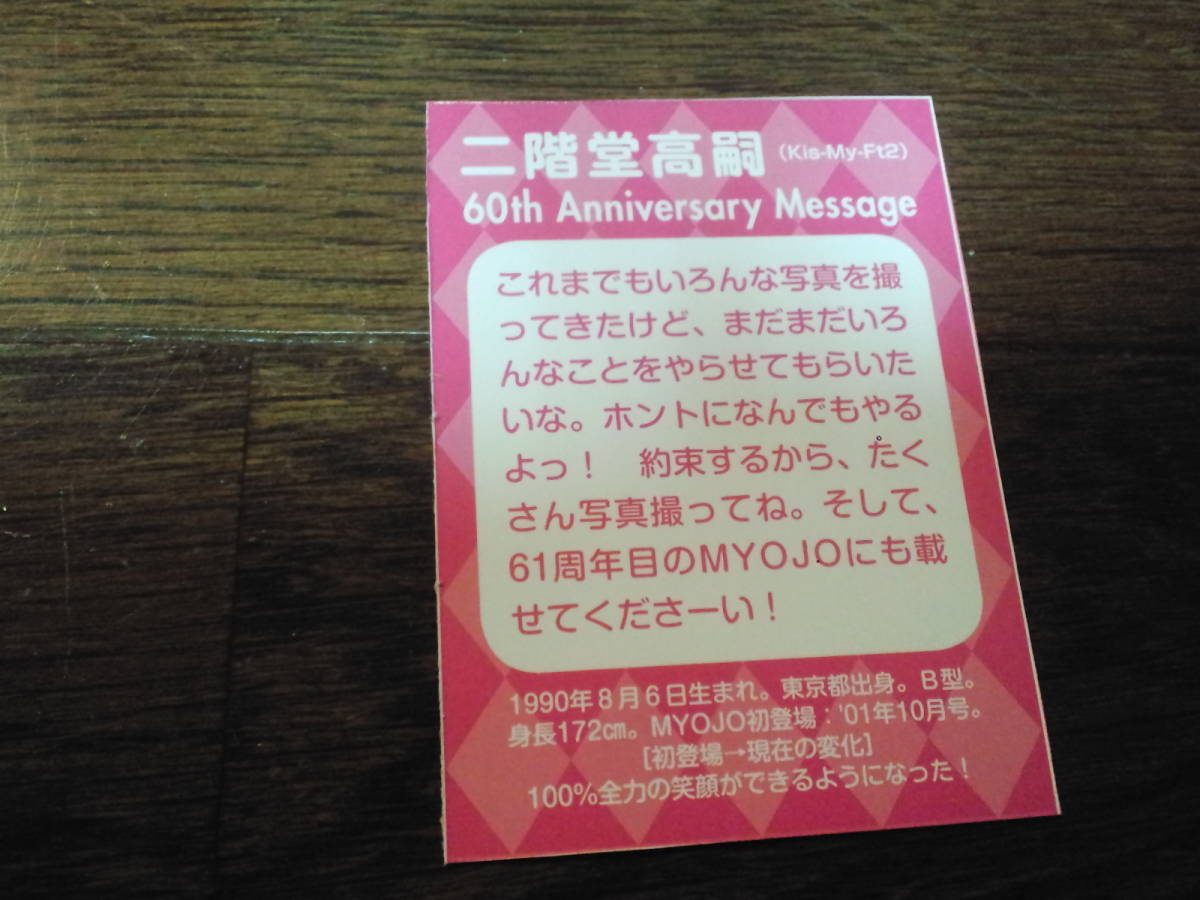 二階堂高嗣(Kis-My-Ft2)
60th Anniversary Message
これまでもいろんな写真を撮
ってきたけど、まだまだいろ
んなことをやらせてもらいた
いな。ホントになんでもやる
よっ！　約束するから、たく
さん写真撮ってね。そして、
61周年目のMYOJOにも載
せてくださーい！
1990年8月6日生まれ。東京都出身。B型。
身長172㎝。MYOJO初登場：'01年10月号。
[初登場→現在の変化]
100%全力の笑顔ができるようになった！